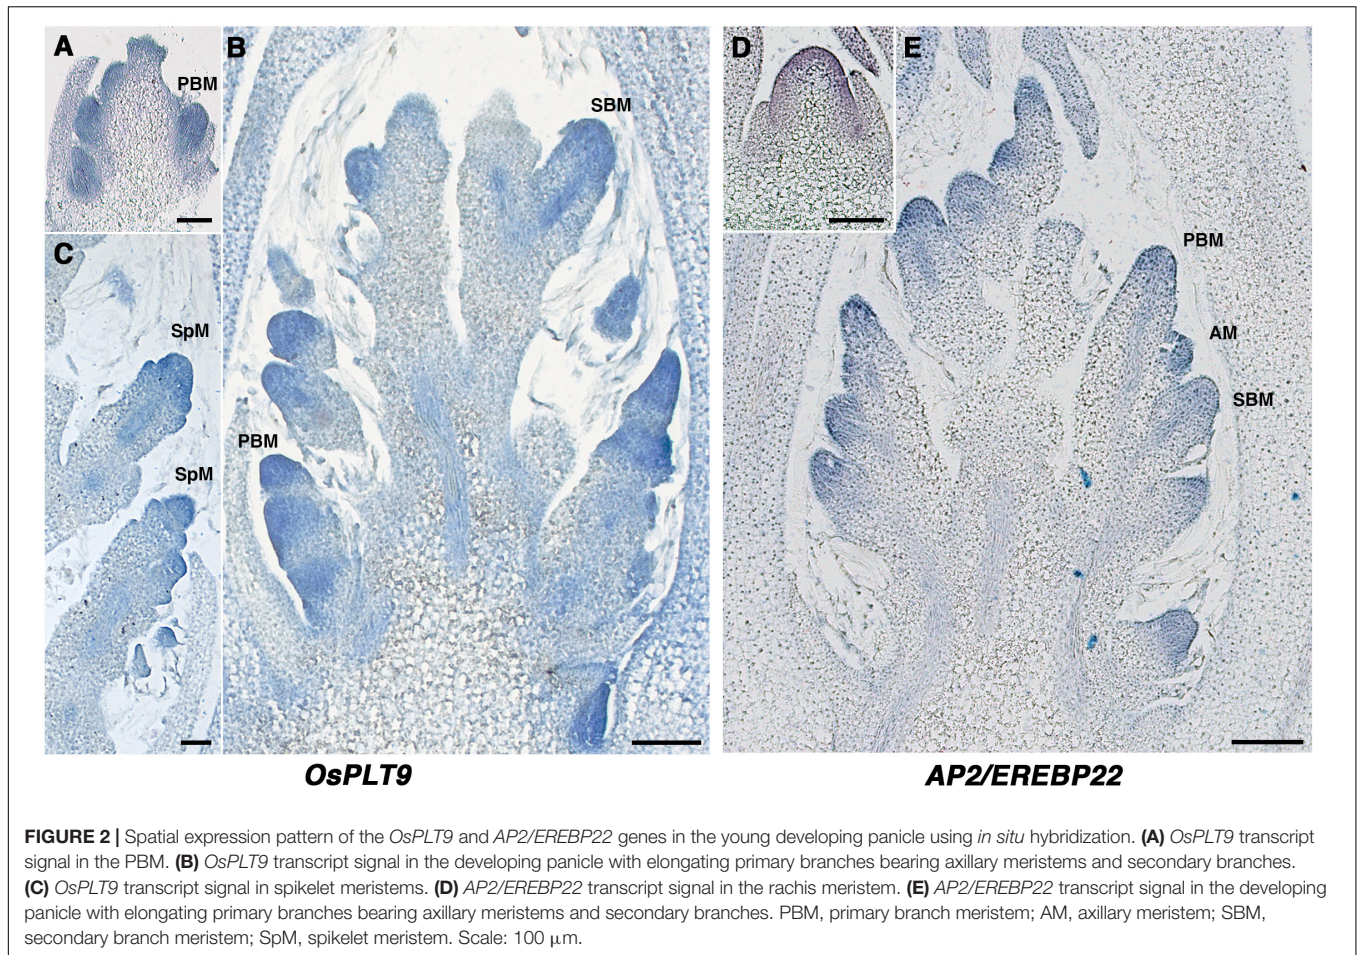 A
PBM
B
SBM
C
SpM
SpM
PBM
D
E
PBM
AM
SBM
OsPLT9
AP2/EREBP22
FIGURE 2 | Spatial expression pattern of the OsPLT9 and AP2/EREBP22 genes in the young developing panicle using in situ hybridization. (A) OsPLT9 transcript
signal in the PBM. (B) OsPLT9 transcript signal in the developing panicle with elongating primary branches bearing axillary meristems and secondary branches.
(C) OsPLT9 transcript signal in spikelet meristems. (D) AP2/EREBP22 transcript signal in the rachis meristem. (E) AP2/EREBP22 transcript signal in the developing
panicle with elongating primary branches bearing axillary meristems and secondary branches. PBM, primary branch meristem; AM, axillary meristem; SBM,
secondary branch meristem; SpM, spikelet meristem. Scale: 100 μm.